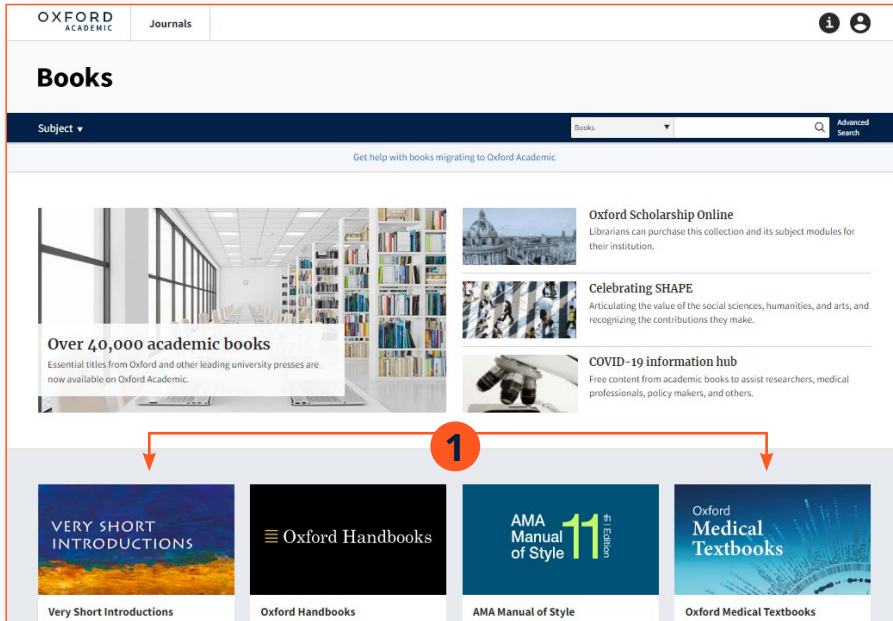 OXFORD
ACADEMIC
Journals
i
Books
Subject ▾
Books ▼
Advanced
Search
Get help with books migrating to Oxford Academic
Over 40,000 academic books
Essential titles from Oxford and other leading university presses are
now available on Oxford Academic.
Oxford Scholarship Online
Librarians can purchase this collection and its subject modules for
their institution.
Celebrating SHAPE
Articulating the value of the social sciences, humanities, and arts, and
recognizing the contributions they make.
COVID-19 information hub
Free content from academic books to assist researchers, medical
professionals, policy makers, and others.
1
VERY SHORT
INTRODUCTIONS
Very Short Introductions
Oxford Handbooks
Oxford Handbooks
AMA
Manual
of Style
11th Edition
AMA Manual of Style
Oxford
Medical
Textbooks
Oxford Medical Textbooks